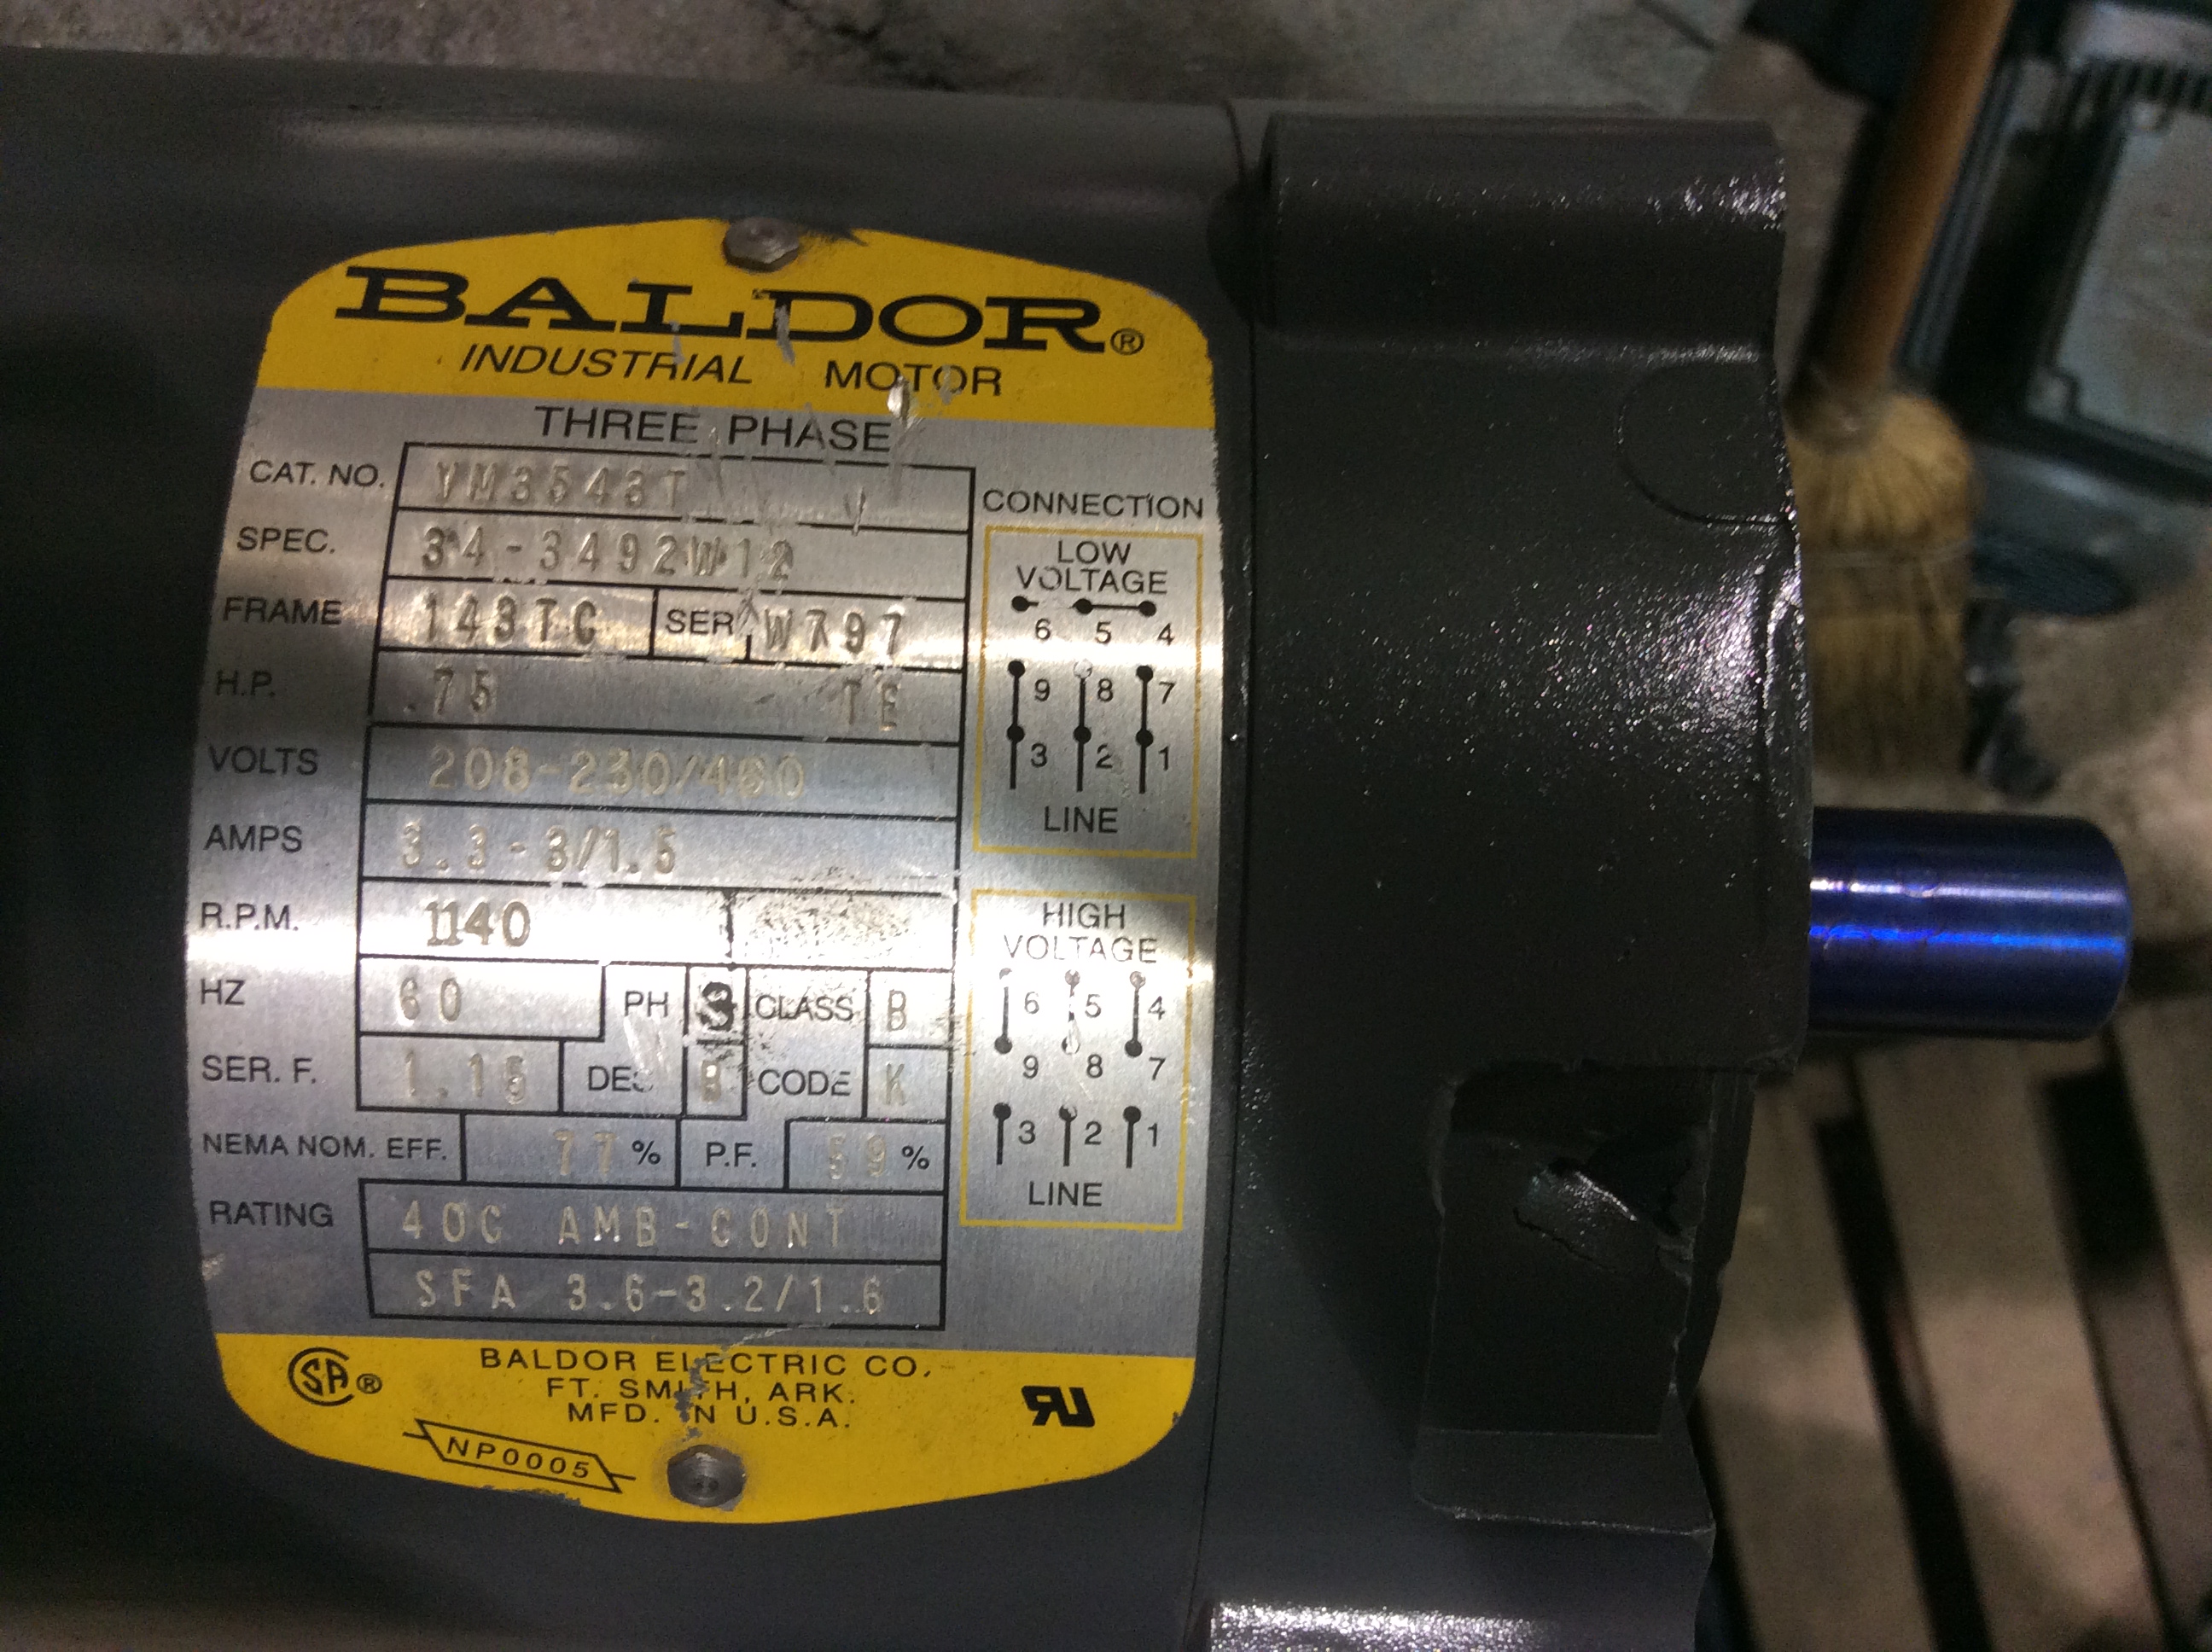 BALDOR®
INDUSTRIAL MOTOR
THREE PHASE
CAT. NO. VM3543T
SPEC. 34-3492W12
FRAME 143TC SER. W797
H.P. .75 TE
VOLTS 208-230/460
AMPS 3.3-3/1.5
R.P.M. 1140
HZ 60 PH 3 CLASS B
SER. F. 1.15 DES B CODE K
NEMA NOM. EFF. 77 % P.F. 59 %
RATING 40C AMB-CONT
SFA 3.6-3.2/1.6
CONNECTION
LOW
VOLTAGE
6 5 4
9 8 7
3 2 1
LINE
HIGH
VOLTAGE
6 5 4
9 8 7
3 2 1
LINE
SA®
BALDOR ELECTRIC CO.
FT. SMITH, ARK.
MFD. IN U.S.A.
RU
NP0005